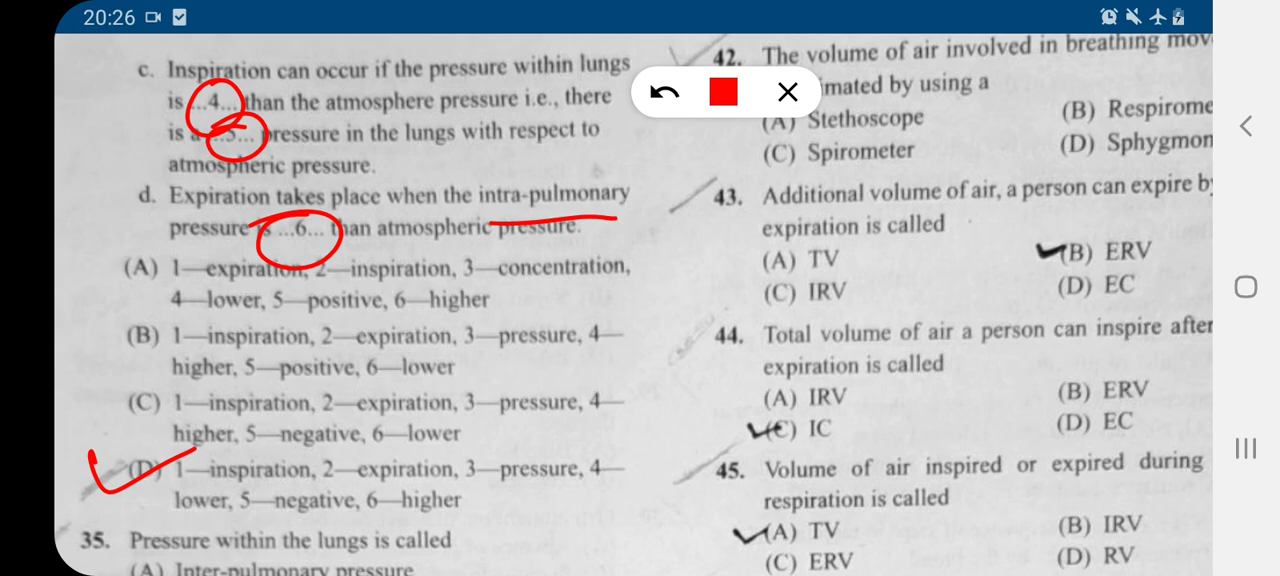 20:26
c. Inspiration can occur if the pressure within lungs
is ...4... than the atmosphere pressure i.e., there
is a ...5... pressure in the lungs with respect to
atmospheric pressure.
d. Expiration takes place when the intra-pulmonary
pressure is ...6... than atmospheric pressure.
(A) 1—expiration, 2—inspiration, 3—concentration,
4—lower, 5—positive, 6—higher
(B) 1—inspiration, 2—expiration, 3—pressure, 4—
higher, 5—positive, 6—lower
(C) 1—inspiration, 2—expiration, 3—pressure, 4—
higher, 5—negative, 6—lower
(D) 1—inspiration, 2—expiration, 3—pressure, 4—
lower, 5—negative, 6—higher
35. Pressure within the lungs is called
(A) Inter-pulmonary pressure
42. The volume of air involved in breathing mov
imated by using a
(A) Stethoscope
(B) Respirome
(C) Spirometer
(D) Sphygmon
43. Additional volume of air, a person can expire b
expiration is called
(A) TV
(B) ERV
(C) IRV
(D) EC
44. Total volume of air a person can inspire after
expiration is called
(A) IRV
(B) ERV
(C) IC
(D) EC
45. Volume of air inspired or expired during
respiration is called
(A) TV
(B) IRV
(C) ERV
(D) RV